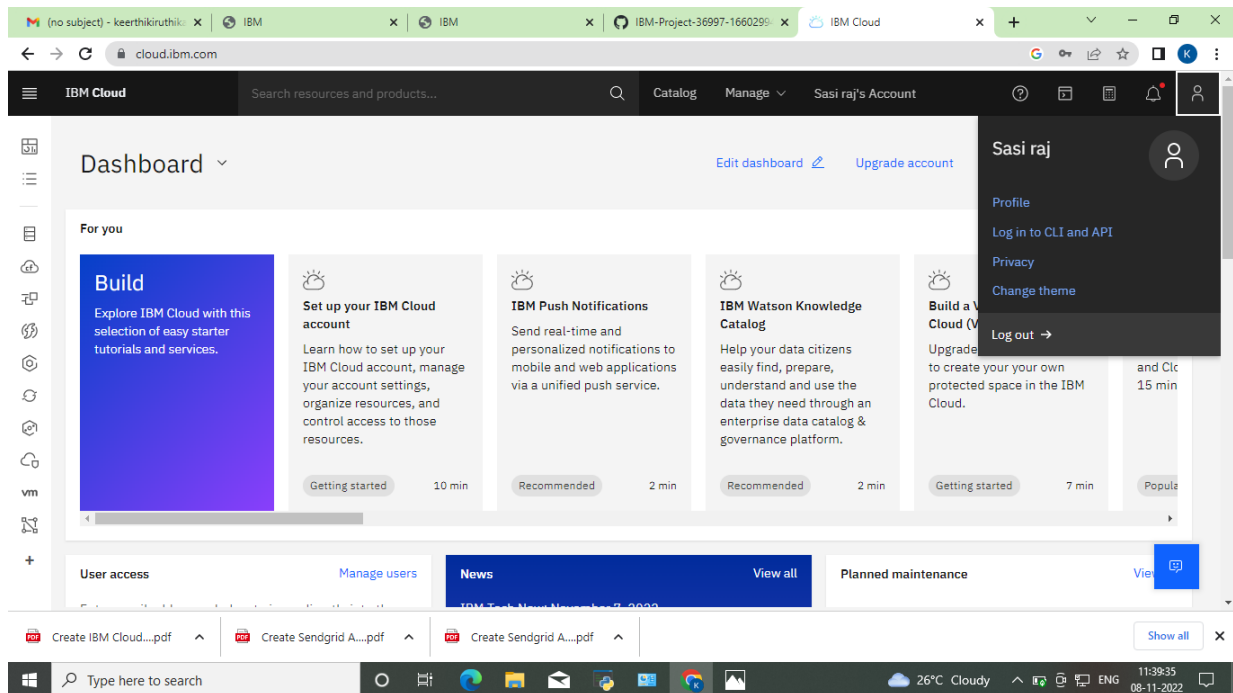 (no subject) - keerthikiruthika
IBM
IBM
IBM-Project-36997-1660299
IBM Cloud
cloud.ibm.com
K
IBM Cloud
Search resources and products...
Catalog
Manage
Sasi raj's Account
Sasi raj
Profile
Log in to CLI and API
Privacy
Change theme
Log out →
Dashboard
Edit dashboard
Upgrade account
For you
Build
Explore IBM Cloud with this
selection of easy starter
tutorials and services.
Set up your IBM Cloud
account
Learn how to set up your
IBM Cloud account, manage
your account settings,
organize resources, and
control access to those
resources.
Getting started
10 min
IBM Push Notifications
Send real-time and
personalized notifications to
mobile and web applications
via a unified push service.
Recommended
2 min
IBM Watson Knowledge
Catalog
Help your data citizens
easily find, prepare,
understand and use the
data they need through an
enterprise data catalog &
governance platform.
Recommended
2 min
Build a V
Cloud (V
Upgrade
to create your your own
protected space in the IBM
Cloud.
Getting started
7 min
and Clc
15 min
Popula
vm
User access
Manage users
News
View all
IBM Tech Now: November 7, 2022
Planned maintenance
Vie
Create IBM Cloud....pdf
Create Sendgrid A....pdf
Create Sendgrid A....pdf
Show all
Type here to search
26°C Cloudy
ENG
11:39:35
08-11-2022